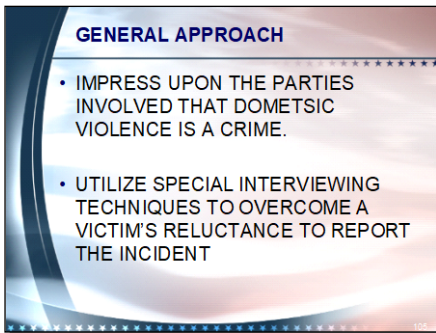 GENERAL APPROACH
• IMPRESS UPON THE PARTIES
INVOLVED THAT DOMETSIC
VIOLENCE IS A CRIME.
• UTILIZE SPECIAL INTERVIEWING
TECHNIQUES TO OVERCOME A
VICTIM'S RELUCTANCE TO REPORT
THE INCIDENT